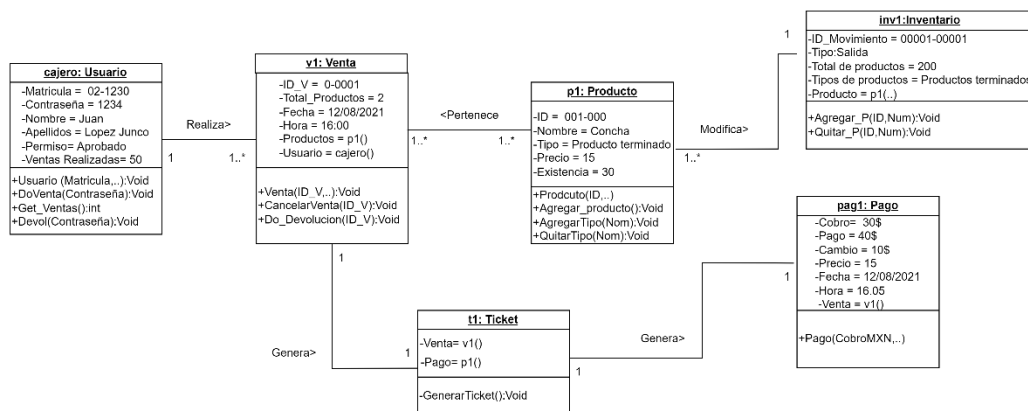 cajero: Usuario
-Matricula = 02-1230
-Contraseña = 1234
-Nombre = Juan
-Apellidos = Lopez Junco
-Permiso= Aprobado
-Ventas Realizadas= 50
+Usuario (Matricula,..):Void
+DoVenta(Contraseña):Void
+Get_Ventas():int
+Devol(Contraseña):Void
Realiza>
1
1..*
v1: Venta
-ID_V = 0-0001
-Total_Productos = 2
-Fecha = 12/08/2021
-Hora = 16:00
-Productos = p1()
-Usuario = cajero()
+Venta(ID_V,..):Void
+CancelarVenta(ID_V):Void
+Do_Devolucion(ID_V):Void
<Pertenece
1..*
1..*
p1: Producto
-ID = 001-000
-Nombre = Concha
-Tipo = Producto terminado
-Precio = 15
-Existencia = 30
+Prodcuto(ID,..)
+Agregar_producto():Void
+AgregarTipo(Nom):Void
+QuitarTipo(Nom):Void
Modifica>
1..*
1
inv1:Inventario
-ID_Movimiento = 00001-00001
-Tipo:Salida
-Total de productos = 200
-Tipos de productos = Productos terminados
-Producto = p1(..)
+Agregar_P(ID,Num):Void
+Quitar_P(ID,Num):Void
1
Genera>
1
t1: Ticket
-Venta= v1()
-Pago= p1()
-GenerarTicket():Void
1
Genera>
1
pag1: Pago
-Cobro= 30$
-Pago = 40$
-Cambio = 10$
-Precio = 15
-Fecha = 12/08/2021
-Hora = 16.05
-Venta = v1()
+Pago(CobroMXN,..)